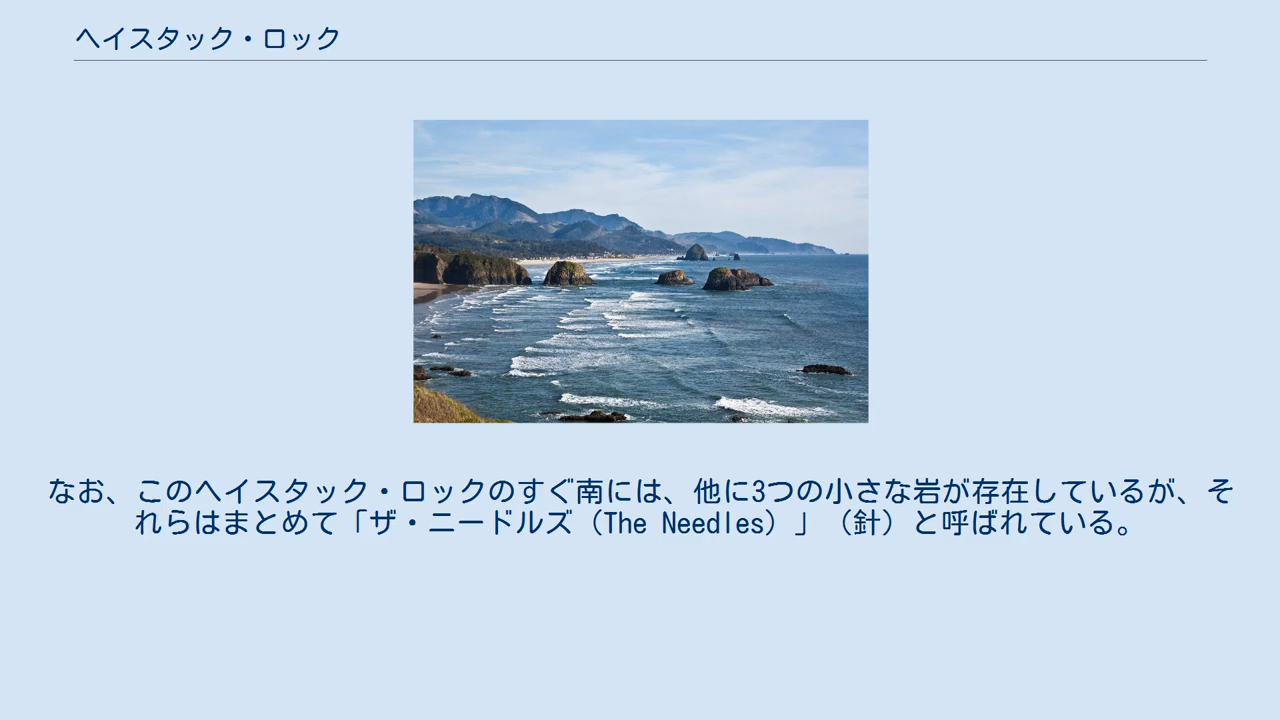 ヘイスタック・ロック
なお、このヘイスタック・ロックのすぐ南には、他に3つの小さな岩が存在しているが、そ
れらはまとめて「ザ・ニードルズ（The Needles）」（針）と呼ばれている。